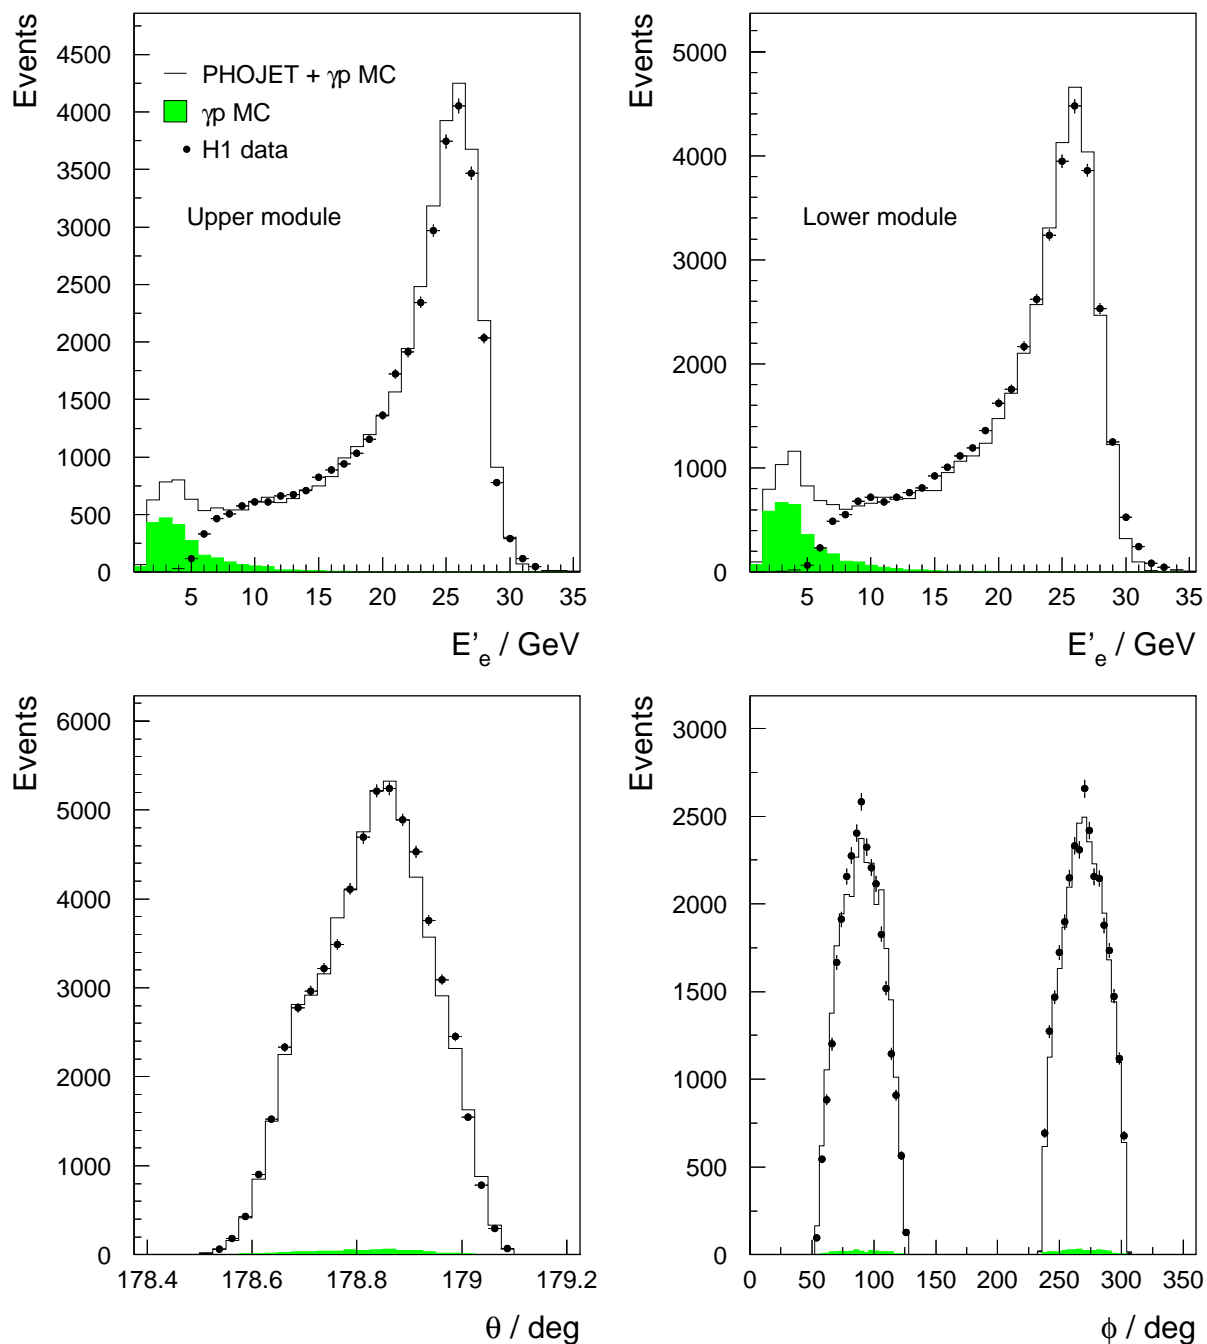 Events
4500
4000
3500
3000
2500
2000
1500
1000
500
0
PHOJET + γp MC
γp MC
H1 data
Upper module
5 10 15 20 25 30 35
E'e / GeV
Events
5000
4000
3000
2000
1000
0
Lower module
5 10 15 20 25 30 35
E'e / GeV
Events
6000
5000
4000
3000
2000
1000
0
178.4 178.6 178.8 179 179.2
θ / deg
Events
3000
2500
2000
1500
1000
500
0
0 50 100 150 200 250 300 350
ϕ / deg